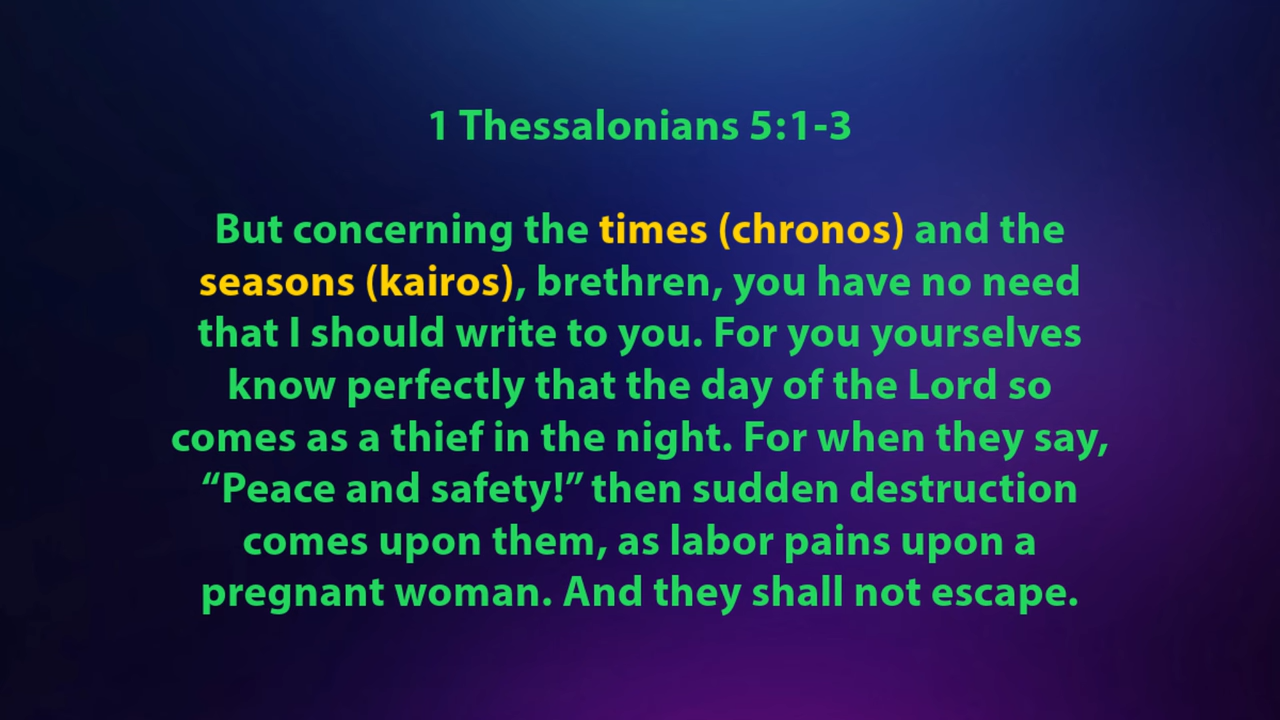 1 Thessalonians 5:1-3
But concerning the times (chronos) and the
seasons (kairos), brethren, you have no need
that I should write to you. For you yourselves
know perfectly that the day of the Lord so
comes as a thief in the night. For when they say,
“Peace and safety!” then sudden destruction
comes upon them, as labor pains upon a
pregnant woman. And they shall not escape.